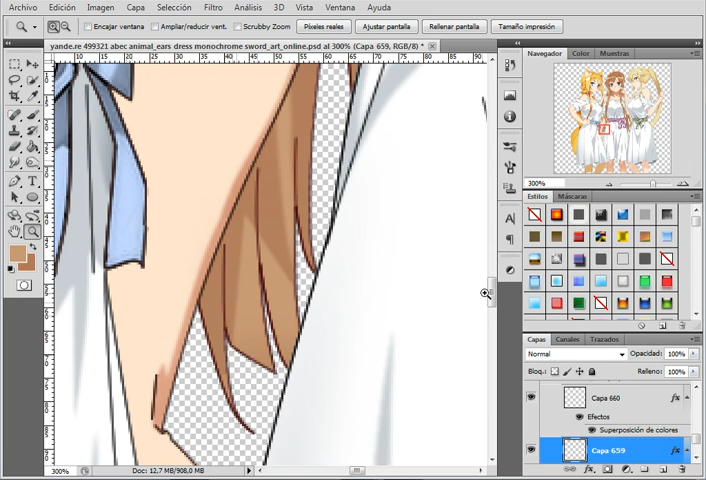 Archivo Imagen Capa Selección Filtro Análisis 3D Vista Ventana Ayuda
Encajar ventana Ampliar/reducir vent. Scrubby Zoom Píxeles reales Ajustar pantalla Rellenar pantalla Tamaño impresión
yande.re 499321 abec animal_ears dress monochrome sword_art_online.psd al 300% (Capa 659, RGB/8) *
Navegador Color Muestras
300%
Estilos Máscaras
Capas Canales Trazados
Normal Opacidad: 100%
Bloq.: Relleno: 100%
Capa 660 fx
Efectos
Superposición de colores
Capa 659 fx
300% Doc: 12,7 MB/908,0 MB